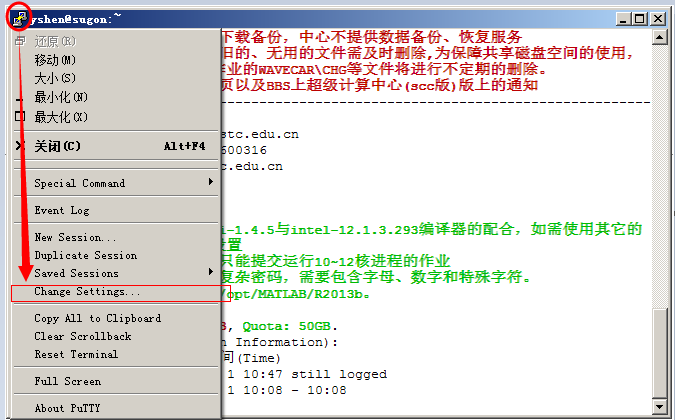 yshen@sugon:~
还原(R)
移动(M)
大小(S)
最小化(N)
最大化(X)
关闭(C) Alt+F4
Special Command
Event Log
New Session...
Duplicate Session
Saved Sessions
Change Settings...
Copy All to Clipboard
Clear Scrollback
Reset Terminal
Full Screen
About PuTTY
下载备份，中心不提供数据备份、恢复服务
旧的、无用的文件需及时删除,为保障共享磁盘空间的使用，
作业的WAVECAR\CHG等文件将进行不定期的删除。
页以及BBS上超级计算中心(scc版)版上的通知
stc.edu.cn
600316
c.edu.cn
i-1.4.5与intel-12.1.3.293编译器的配合，如需使用其它的
设置
只能提交运行10~12核进程的作业
复杂密码，需要包含字母、数字和特殊字符。
/opt/MATLAB/R2013b。
, Quota: 50GB.
n Information):
间(Time)
1 10:47 still logged
1 10:08 - 10:08